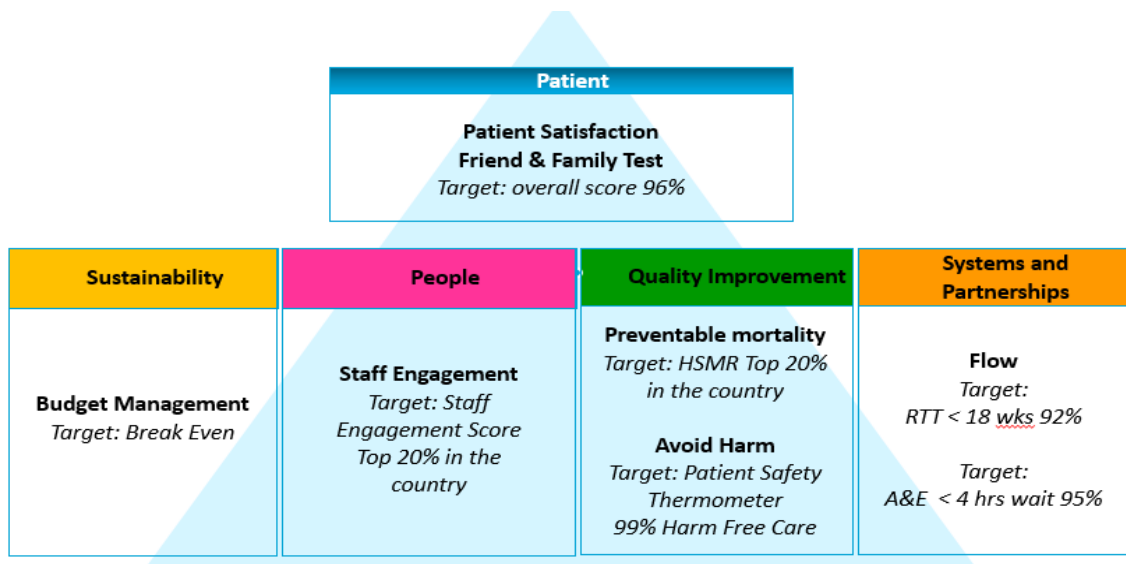 Patient
Patient Satisfaction
Friend & Family Test
Target: overall score 96%
Sustainability
Budget Management
Target: Break Even
People
Staff Engagement
Target: Staff
Engagement Score
Top 20% in the
country
Quality Improvement
Preventable mortality
Target: HSMR Top 20%
in the country
Avoid Harm
Target: Patient Safety
Thermometer
99% Harm Free Care
Systems and
Partnerships
Flow
Target:
RTT < 18 wks 92%
Target:
A&E < 4 hrs wait 95%